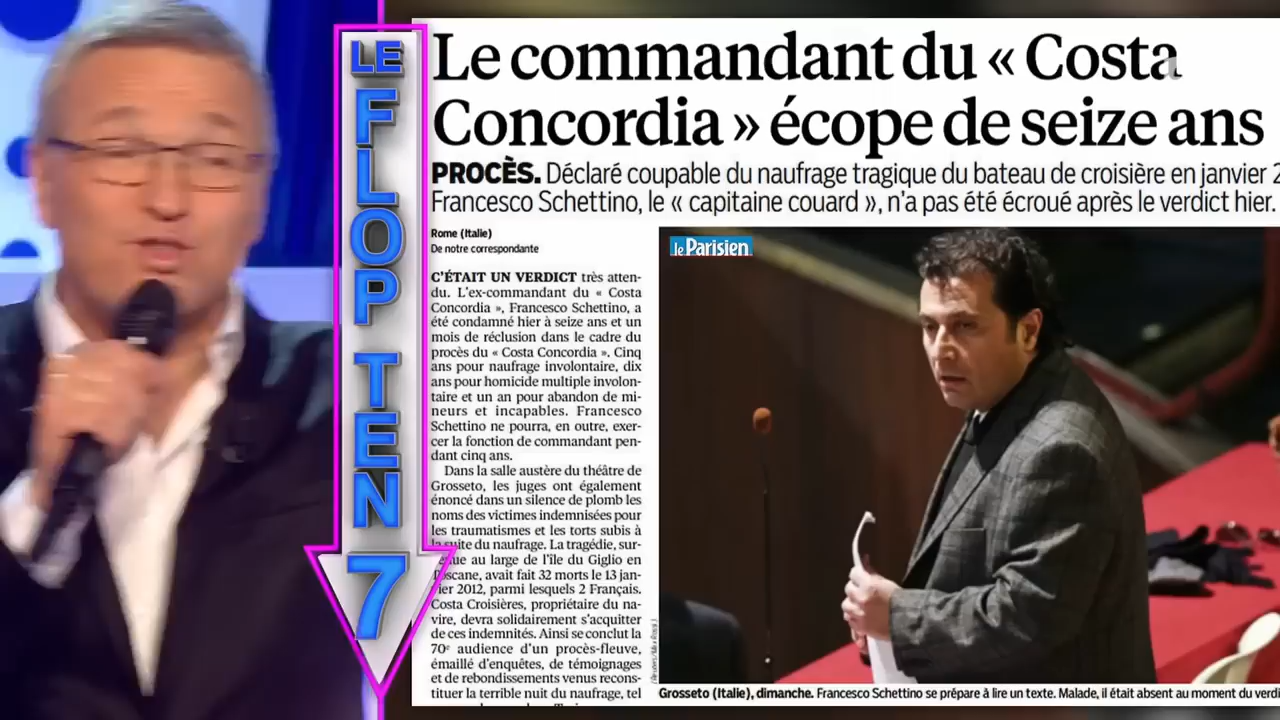 LE FLOP TEN 7
Le commandant du « Costa
Concordia » écope de seize ans
PROCÈS. Déclaré coupable du naufrage tragique du bateau de croisière en janvier
Francesco Schettino, le « capitaine couard », n'a pas été écroué après le verdict hier.
Rome (Italie)
De notre correspondante
C'ÉTAIT UN VERDICT très atten-
du. L'ex-commandant du « Costa
Concordia », Francesco Schettino, a
été condamné hier à seize ans et un
mois de réclusion dans le cadre du
procès du « Costa Concordia ». Cinq
ans pour naufrage involontaire, dix
ans pour homicide multiple involon-
taire et un an pour abandon de mi-
neurs et incapables. Francesco
Schettino ne pourra, en outre, exer-
cer la fonction de commandant pen-
dant cinq ans.
Dans la salle austère du théâtre de
Grosseto, les juges ont également
énoncé dans un silence de plomb les
noms des victimes indemnisées pour
les traumatismes et les torts subis à
la suite du naufrage. La tragédie, sur-
venue au large de l'île du Giglio en
Toscane, avait fait 32 morts le 13 jan-
vier 2012, parmi lesquels 2 Français.
Costa Croisières, propriétaire du na-
vire, devra solidairement s'acquitter
de ces indemnités. Ainsi se conclut la
70e audience d'un procès-fleuve,
émaillé d'enquêtes, de témoignages
et de rebondissements venus recons-
tituer la terrible nuit du naufrage, tel
le Parisien
Grosseto (Italie), dimanche. Francesco Schettino se prépare à lire un texte. Malade, il était absent au moment du verdi